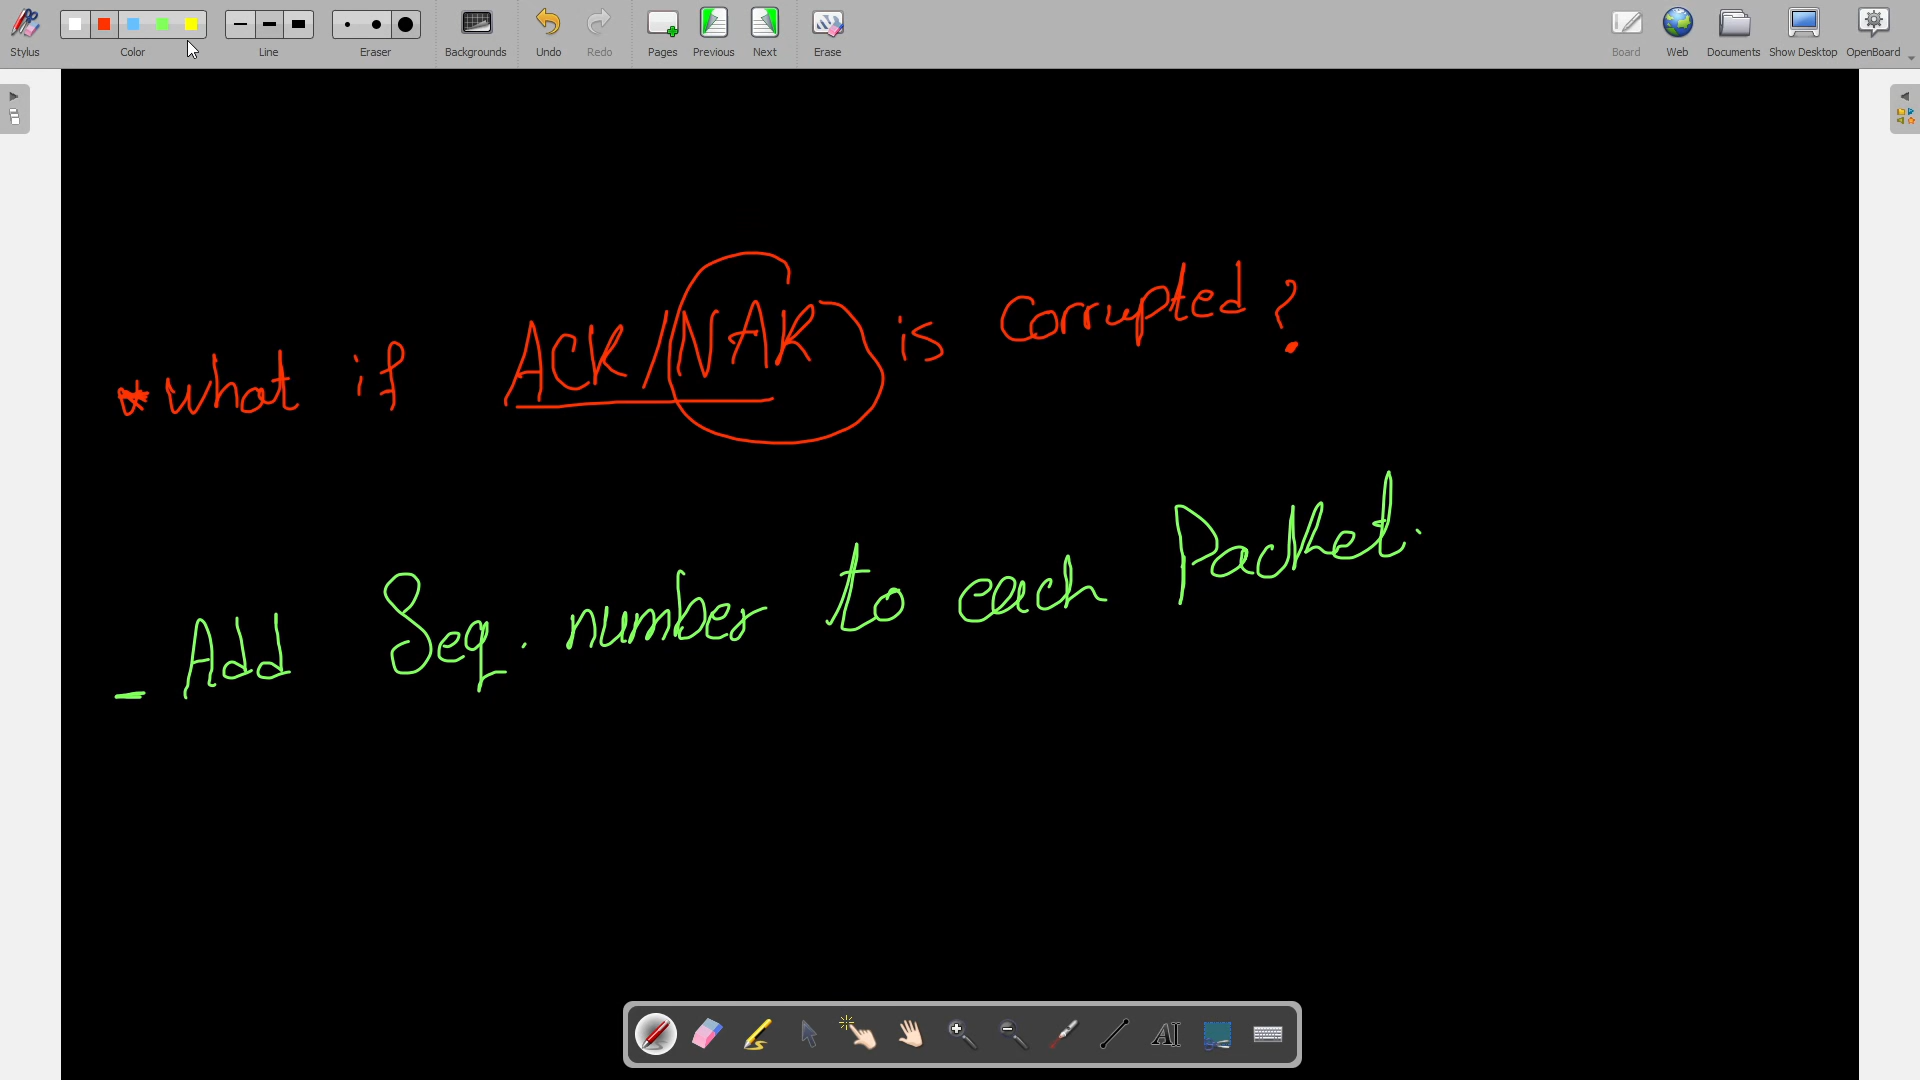 Stylus
Color
Line
Eraser
Backgrounds
Undo
Redo
Pages
Previous
Next
Erase
Board
Web
Documents
Show Desktop
OpenBoard
*what if ACK/NAK is corrupted?
- Add Seq. number to each Packet.
AI